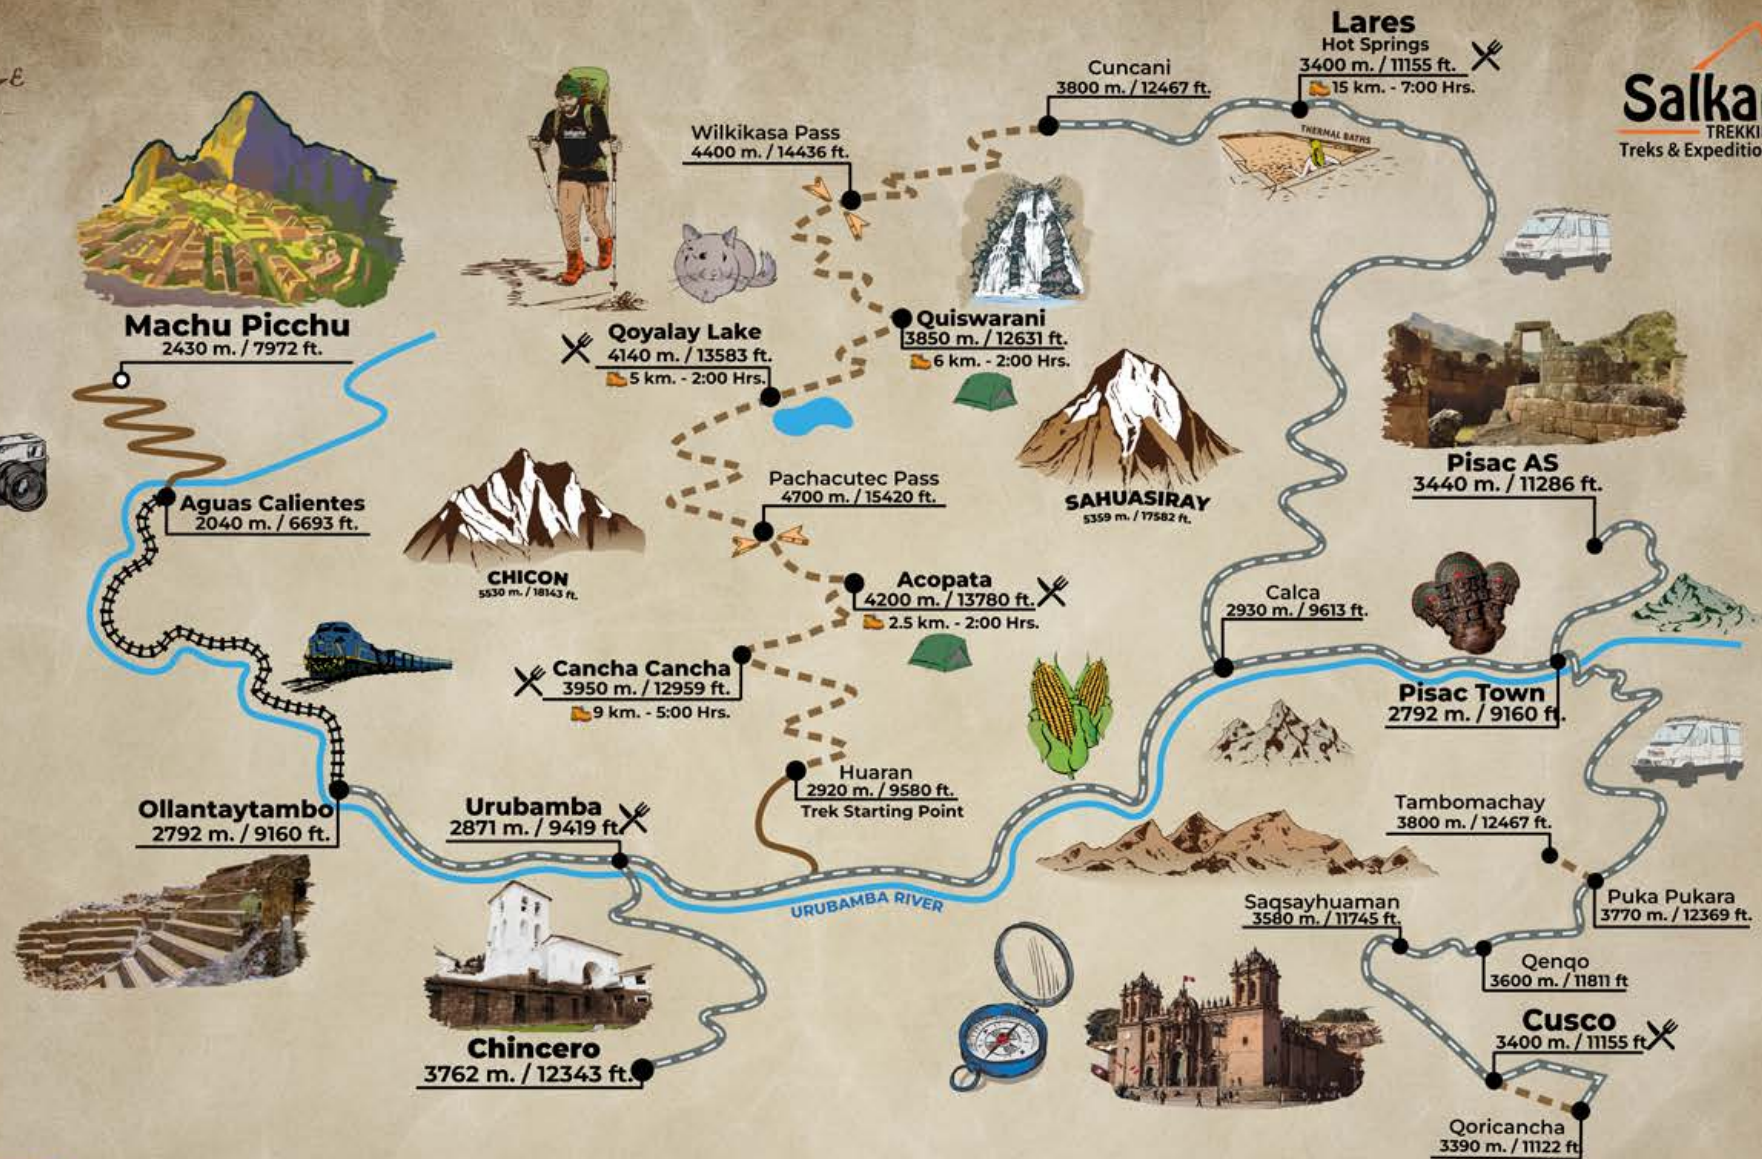 Lares
Hot Springs
3400 m. / 11155 ft.
15 km. - 7:00 Hrs.
Cuncani
3800 m. / 12467 ft.
Salka
TREKKI
Treks & Expeditio
THERMAL BATHS
Wilkikasa Pass
4400 m. / 14436 ft.
Machu Picchu
2430 m. / 7972 ft.
Qoyalay Lake
4140 m. / 13583 ft.
5 km. - 2:00 Hrs.
Quiswarani
3850 m. / 12631 ft.
6 km. - 2:00 Hrs.
Pisac AS
3440 m. / 11286 ft.
Aguas Calientes
2040 m. / 6693 ft.
Pachacutec Pass
4700 m. / 15420 ft.
SAHUASIRAY
5359 m. / 17582 ft.
CHICON
5530 m. / 18143 ft.
Acopata
4200 m. / 13780 ft.
2.5 km. - 2:00 Hrs.
Calca
2930 m. / 9613 ft.
Cancha Cancha
3950 m. / 12959 ft.
9 km. - 5:00 Hrs.
Pisac Town
2792 m. / 9160 ft.
Huaran
2920 m. / 9580 ft.
Trek Starting Point
Ollantaytambo
2792 m. / 9160 ft.
Urubamba
2871 m. / 9419 ft
Tambomachay
3800 m. / 12467 ft.
URUBAMBA RIVER
Saqsayhuaman
3580 m. / 11745 ft.
Puka Pukara
3770 m. / 12369 ft.
Qenqo
3600 m. / 11811 ft
Chincero
3762 m. / 12343 ft.
Cusco
3400 m. / 11155 ft
Qoricancha
3390 m. / 11122 ft